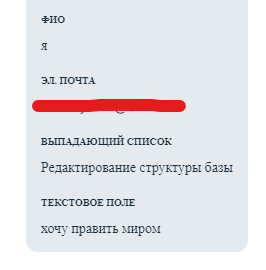 ФИО
я
ЭЛ. ПОЧТА
ВЫПАДАЮЩИЙ СПИСОК
Редактирование структуры базы
ТЕКСТОВОЕ ПОЛЕ
хочу править миром